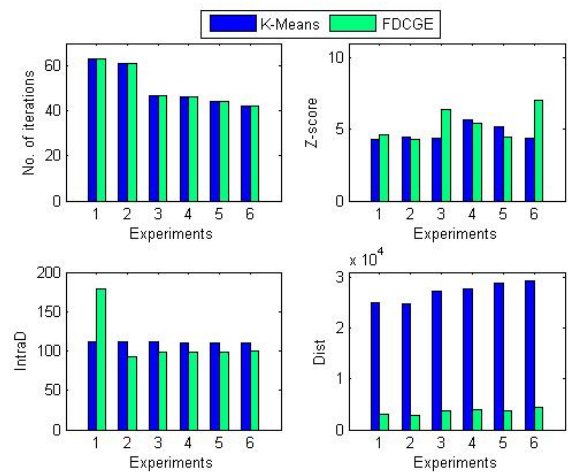 K-Means FDCGE
No. of iterations
60
40
20
0
1 2 3 4 5 6
Experiments
Z-score
10
5
0
1 2 3 4 5 6
Experiments
IntraD
200
150
100
50
0
1 2 3 4 5 6
Experiments
x 10^4
Dist
3
2
1
0
1 2 3 4 5 6
Experiments